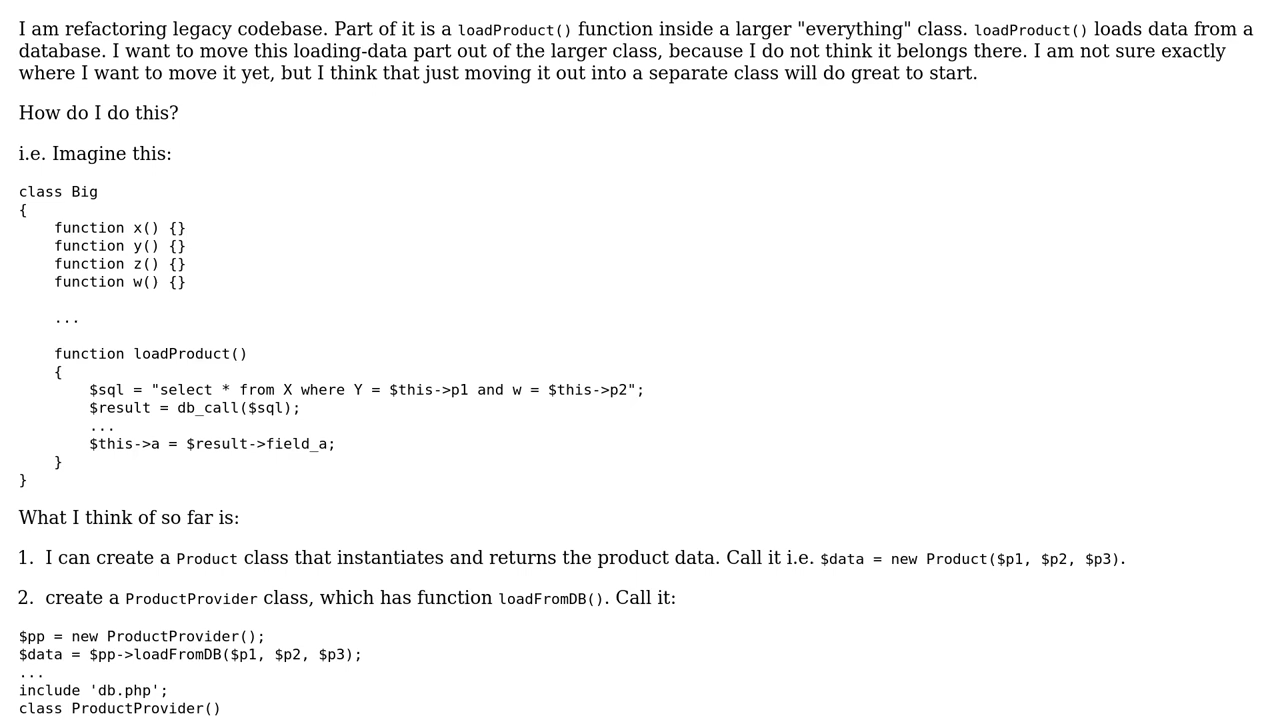 I am refactoring legacy codebase. Part of it is a loadProduct() function inside a larger "everything" class. loadProduct() loads data from a
database. I want to move this loading-data part out of the larger class, because I do not think it belongs there. I am not sure exactly
where I want to move it yet, but I think that just moving it out into a separate class will do great to start.
How do I do this?
i.e. Imagine this:
class Big
{
    function x() {}
    function y() {}
    function z() {}
    function w() {}
    ...
    function loadProduct()
    {
        $sql = "select * from X where Y = $this->p1 and w = $this->p2";
        $result = db_call($sql);
        ...
        $this->a = $result->field_a;
    }
}
What I think of so far is:
1. I can create a Product class that instantiates and returns the product data. Call it i.e. $data = new Product($p1, $p2, $p3).
2. create a ProductProvider class, which has function loadFromDB(). Call it:
$pp = new ProductProvider();
$data = $pp->loadFromDB($p1, $p2, $p3);
...
include 'db.php';
class ProductProvider()